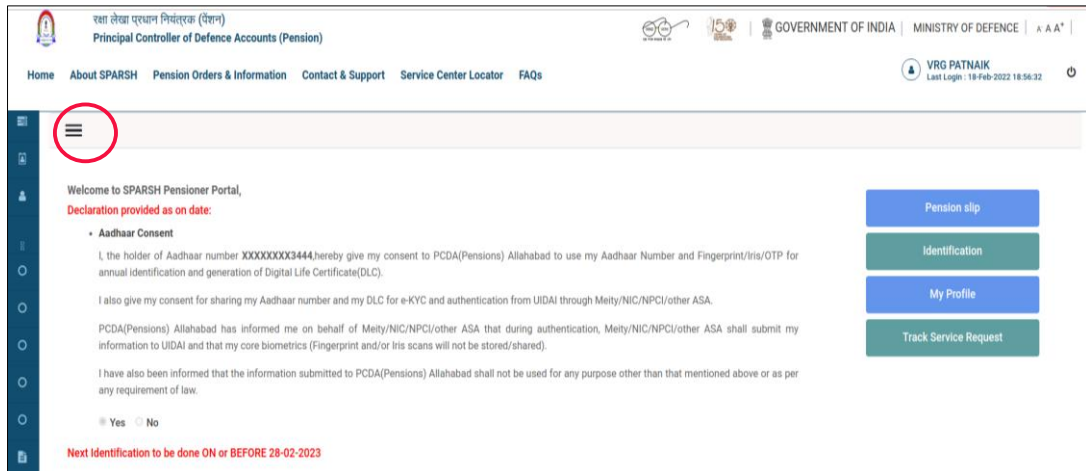 रक्षा लेखा प्रधान नियंत्रक (पेंशन)
Principal Controller of Defence Accounts (Pension)
GOVERNMENT OF INDIA | MINISTRY OF DEFENCE | A A A+ |
Home About SPARSH Pension Orders & Information Contact & Support Service Center Locator FAQs
VRG PATNAIK
Last Login : 18-Feb-2022 18:56:32
Welcome to SPARSH Pensioner Portal,
Declaration provided as on date:
• Aadhaar Consent
I, the holder of Aadhaar number XXXXXXXX3444,hereby give my consent to PCDA(Pensions) Allahabad to use my Aadhaar Number and Fingerprint/Iris/OTP for
annual identification and generation of Digital Life Certificate(DLC).
I also give my consent for sharing my Aadhaar number and my DLC for e-KYC and authentication from UIDAI through Meity/NIC/NPCI/other ASA.
PCDA(Pensions) Allahabad has informed me on behalf of Meity/NIC/NPCI/other ASA that during authentication, Meity/NIC/NPCI/other ASA shall submit my
information to UIDAI and that my core biometrics (Fingerprint and/or Iris scans will not be stored/shared).
I have also been informed that the information submitted to PCDA(Pensions) Allahabad shall not be used for any purpose other than that mentioned above or as per
any requirement of law.
Yes No
Next Identification to be done ON or BEFORE 28-02-2023
Pension slip
Identification
My Profile
Track Service Request